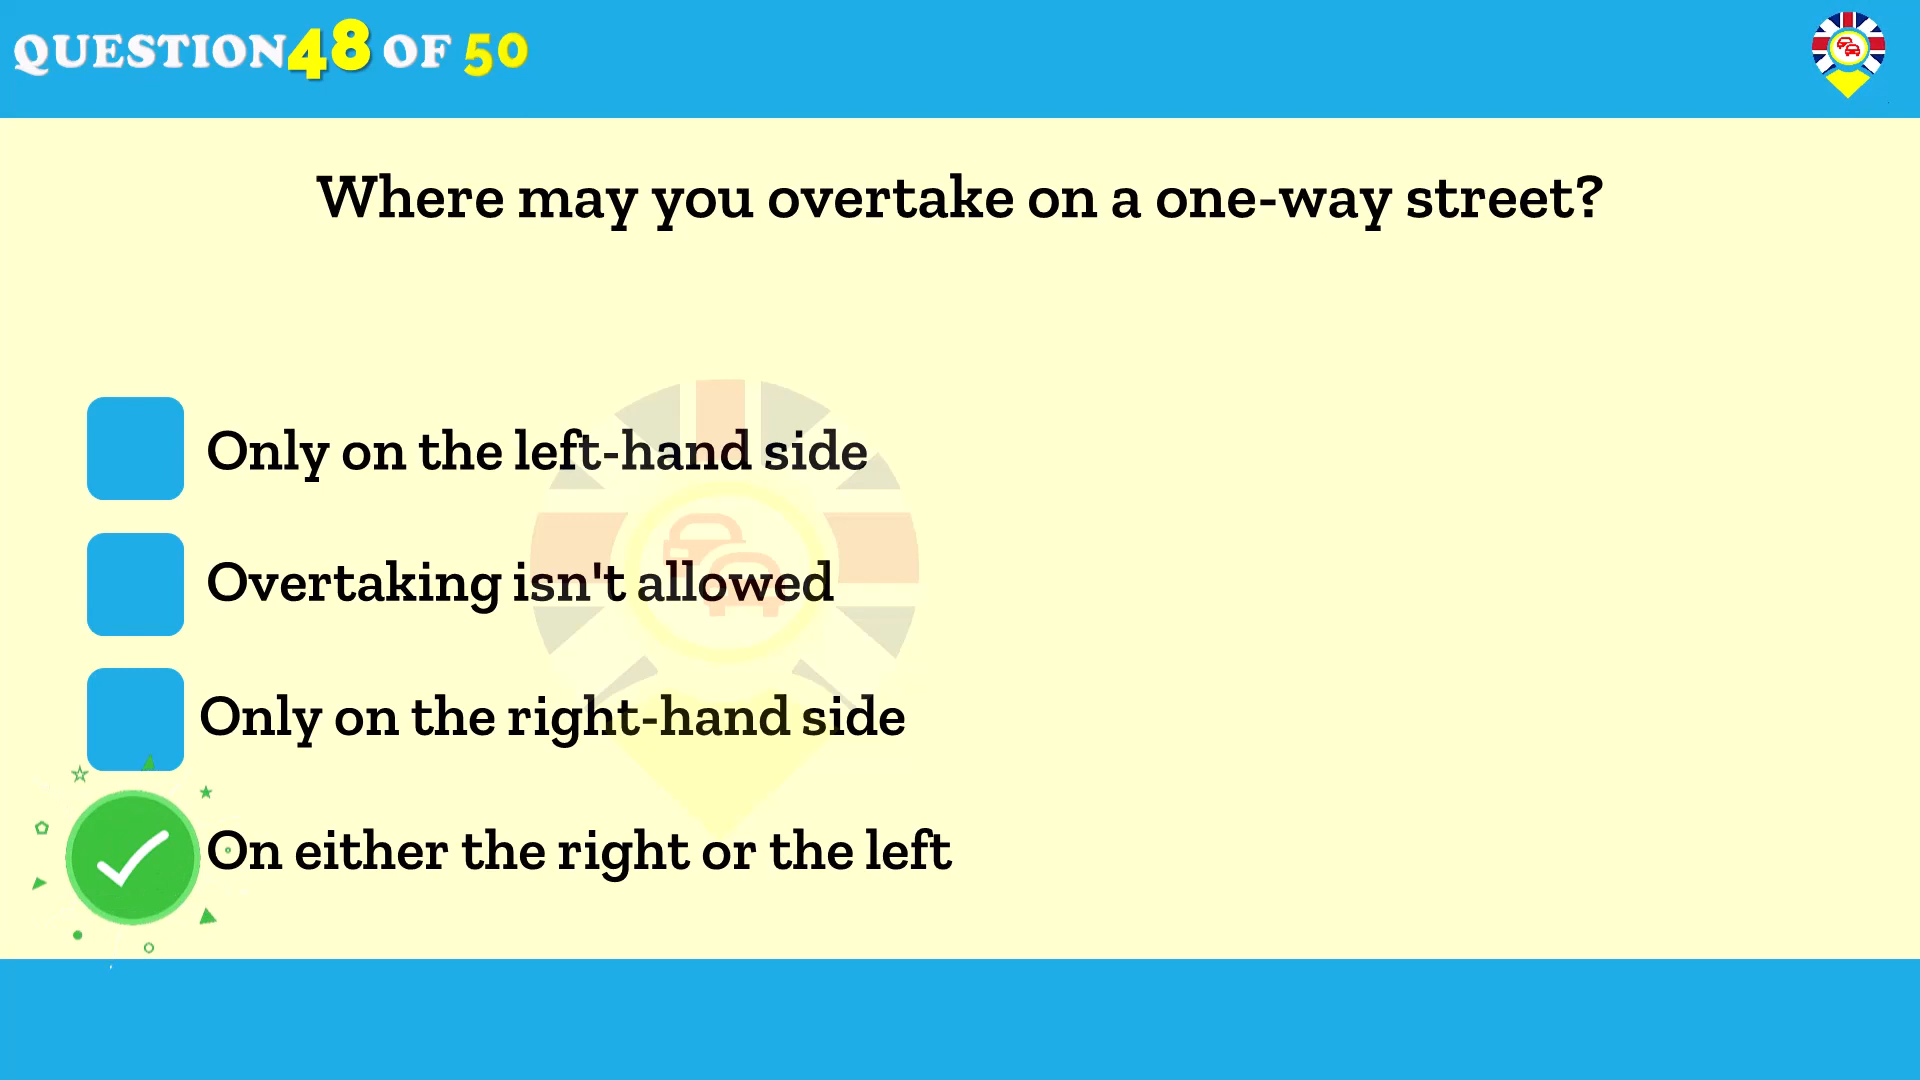 QUESTION 48 OF 50
Where may you overtake on a one-way street?
Only on the left-hand side
Overtaking isn't allowed
Only on the right-hand side
On either the right or the left